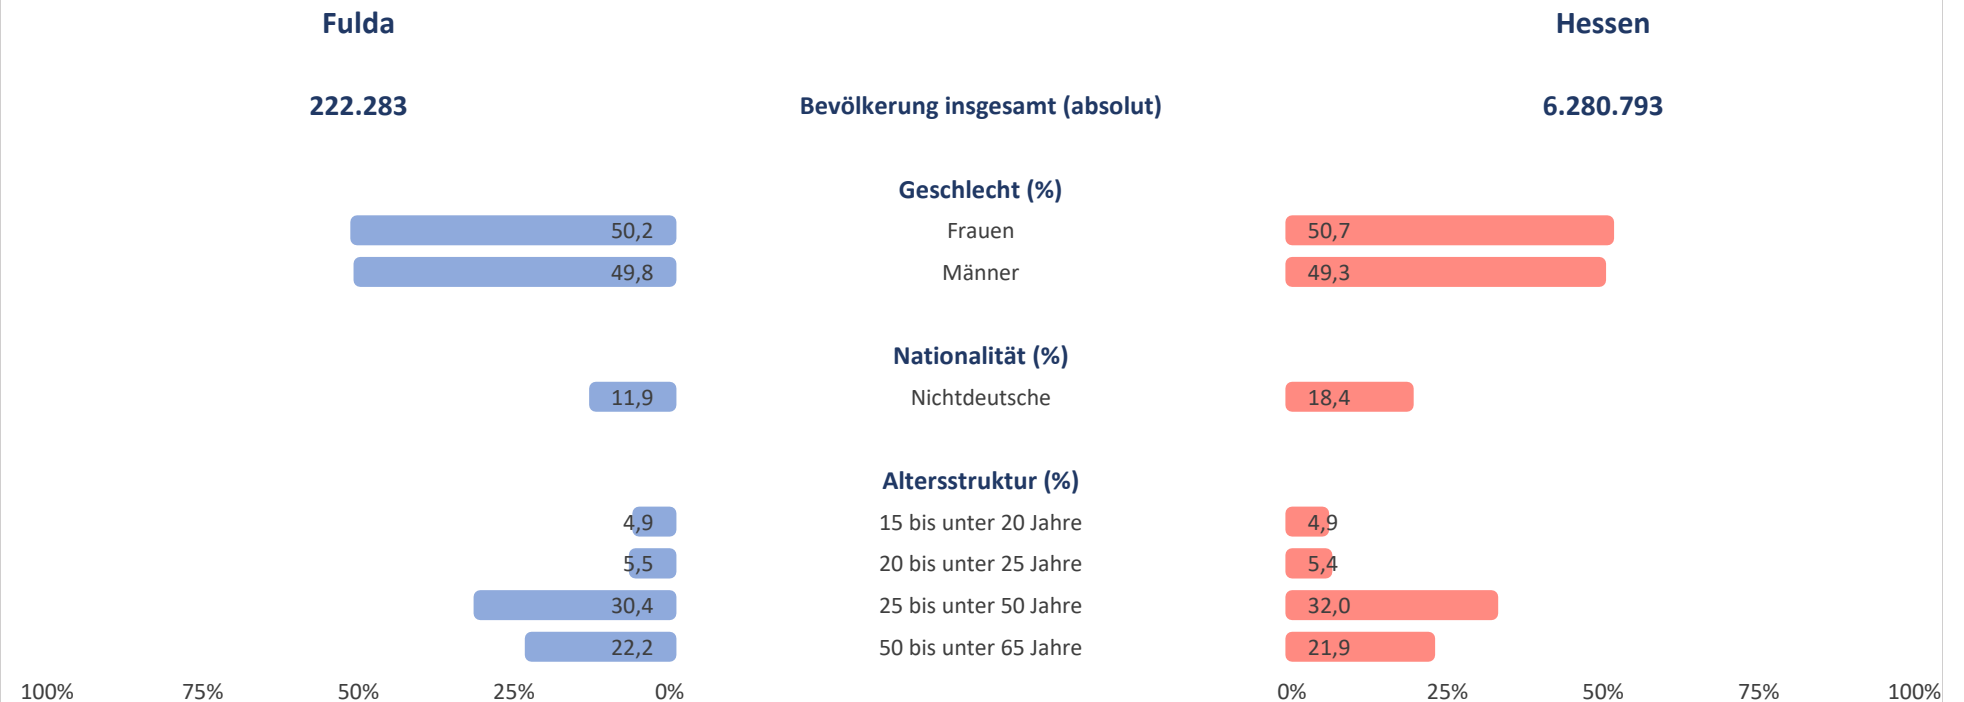 Fulda Hessen
222.283 Bevölkerung insgesamt (absolut) 6.280.793
Geschlecht (%)
50,2 Frauen 50,7
49,8 Männer 49,3
Nationalität (%)
11,9 Nichtdeutsche 18,4
Altersstruktur (%)
4,9 15 bis unter 20 Jahre 4,9
5,5 20 bis unter 25 Jahre 5,4
30,4 25 bis unter 50 Jahre 32,0
22,2 50 bis unter 65 Jahre 21,9
100% 75% 50% 25% 0% 0% 25% 50% 75% 100%